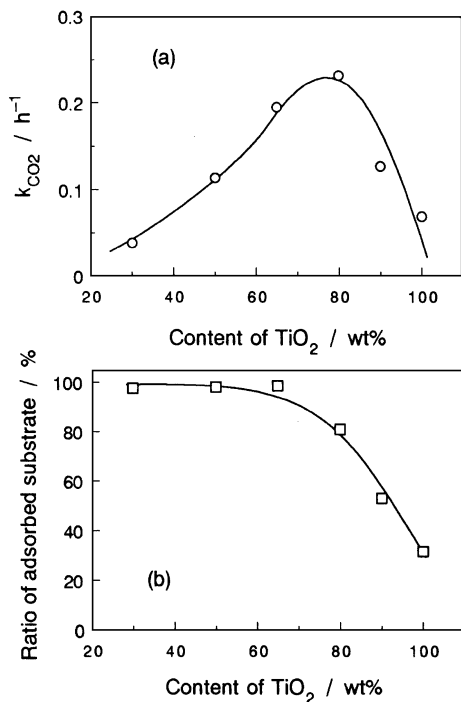 0.3
(a)
0.2
0.1
0
k_CO2 / h⁻¹
20 40 60 80 100
Content of TiO₂ / wt%
100
80
60
40
20
0
(b)
Ratio of adsorbed substrate / %
20 40 60 80 100
Content of TiO₂ / wt%